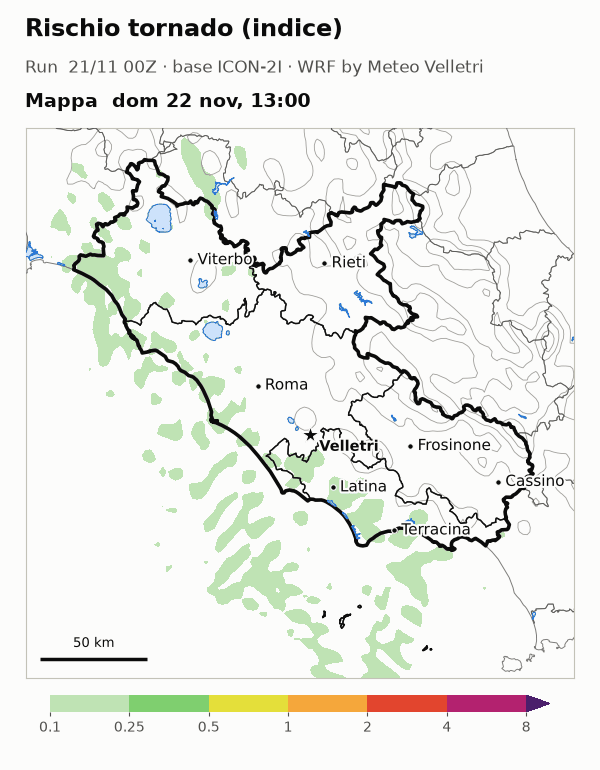 Rischio tornado (indice)
Run 21/11 00Z · base ICON-2I · WRF by Meteo Velletri
Mappa dom 22 nov, 13:00
Viterbo
Rieti
Roma
Velletri
Frosinone
Cassino
Latina
Terracina
50 km
0.1 0.25 0.5 1 2 4 8